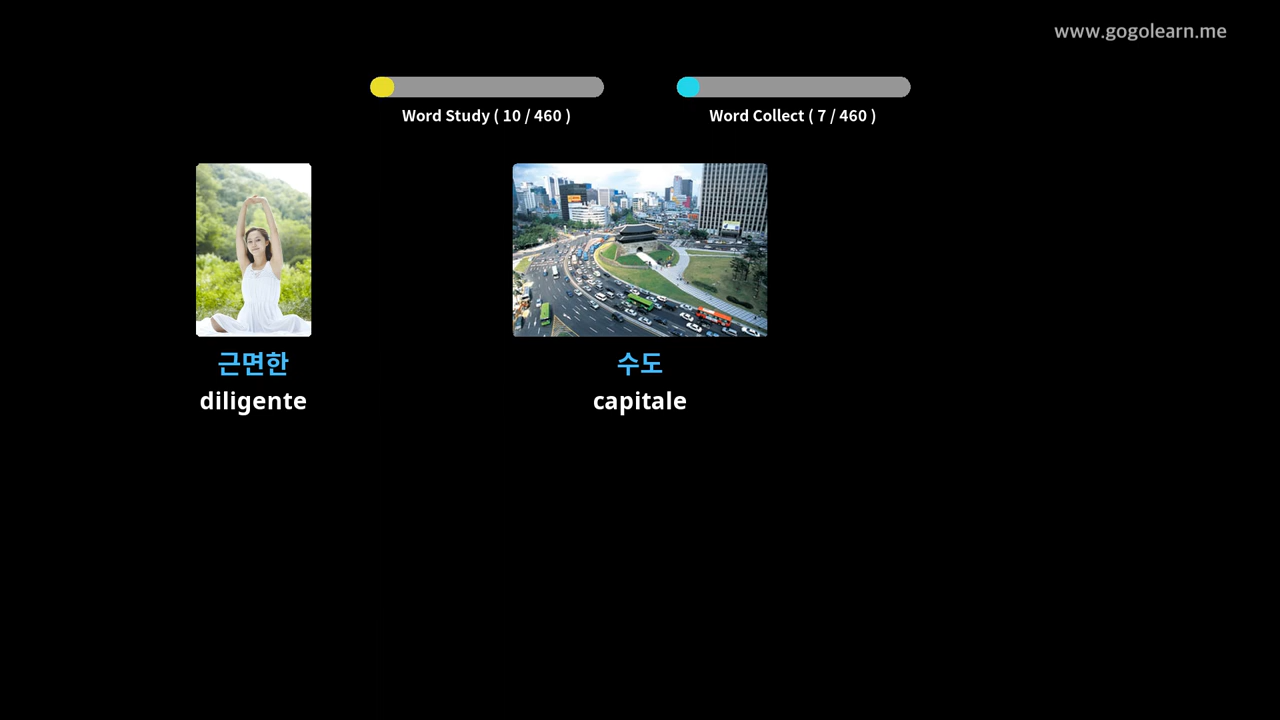 www.gogolearn.me
Word Study ( 10 / 460 )
Word Collect ( 7 / 460 )
근면한
diligente
수도
capitale